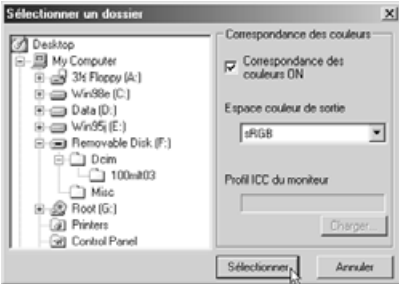 Sélectionner un dossier
Desktop
My Computer
3½ Floppy (A:)
Win98e (C:)
Data (D:)
Win95j (E:)
Removable Disk (F:)
Dcim
100mlt03
Misc
Root (G:)
Printers
Control Panel
Correspondance des couleurs
Correspondance des
couleurs ON
Espace couleur de sortie
sRGB
Profil ICC du moniteur
Charger...
Sélectionner
Annuler